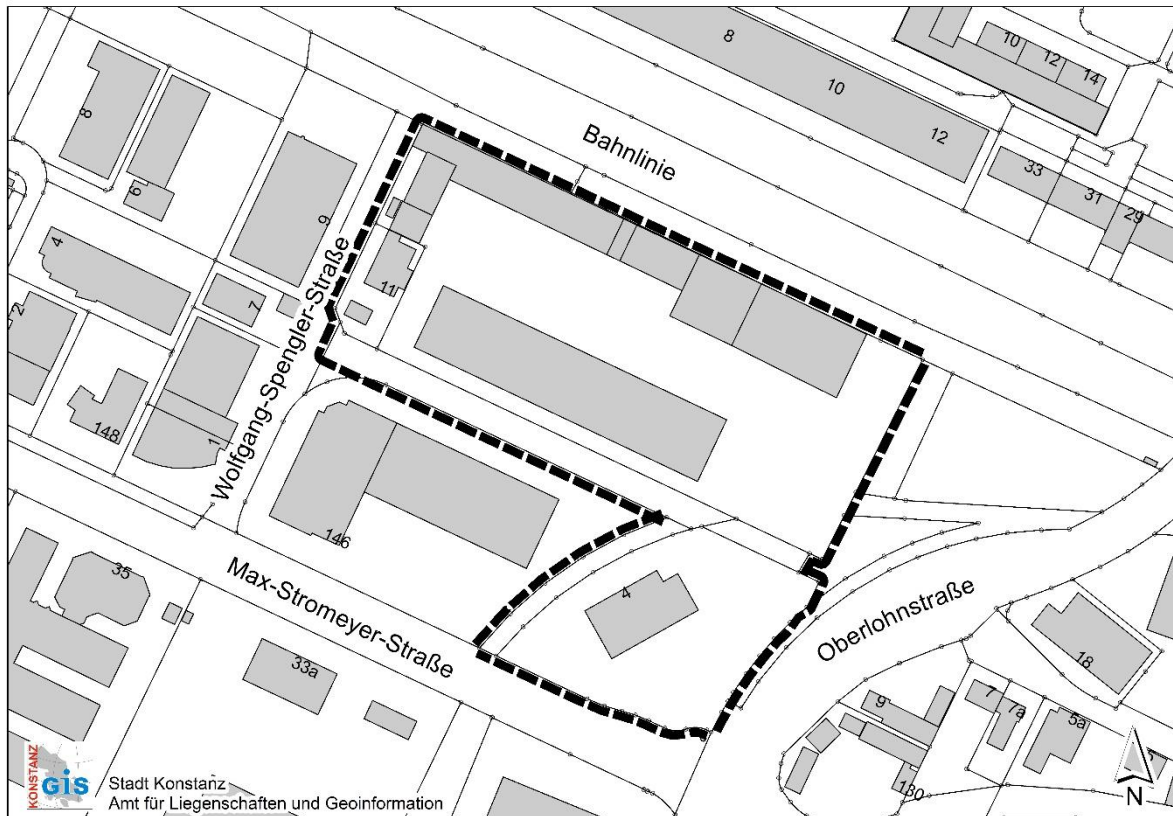 8
10
12
10
12
14
33
31
29
Bahnlinie
8
6
9
4
11
7
2
Wolfgang-Spengler-Straße
148
1
146
4
35
Max-Stromeyer-Straße
Oberlohnstraße
33a
18
9
7
7a
5a
130
KONSTANZ
GIS
Stadt Konstanz
Amt für Liegenschaften und Geoinformation
N